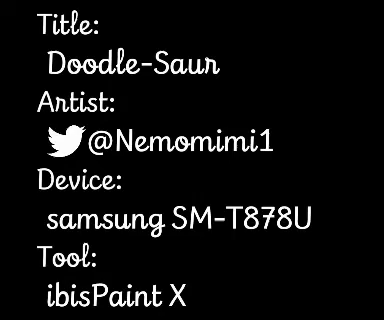 Title:
Doodle-Saur
Artist:
@Nemomimi1
Device:
samsung SM-T878U
Tool:
ibisPaint X